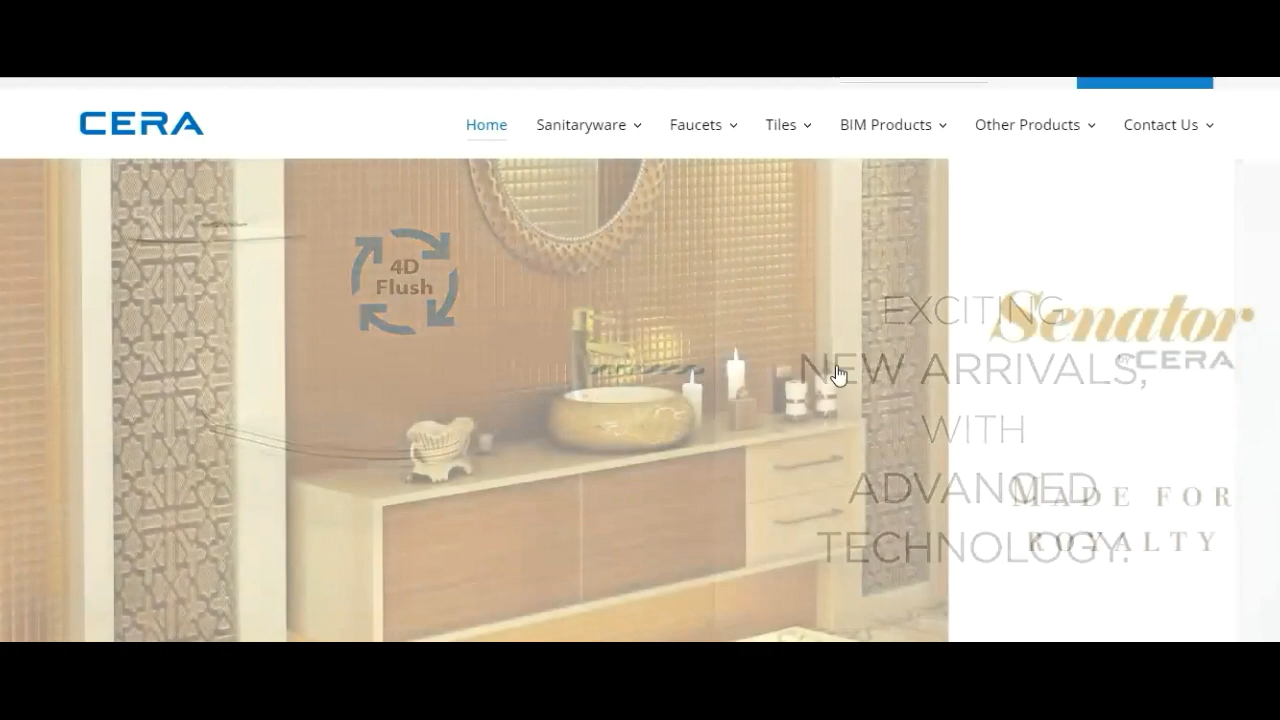 CERA
Home Sanitaryware Faucets Tiles BIM Products Other Products Contact Us
4D
Flush
EXCITING
NEW ARRIVALS,
WITH
ADVANCED
TECHNOLOGY.
Senator
BY CERA
MADE FOR
ROYALTY